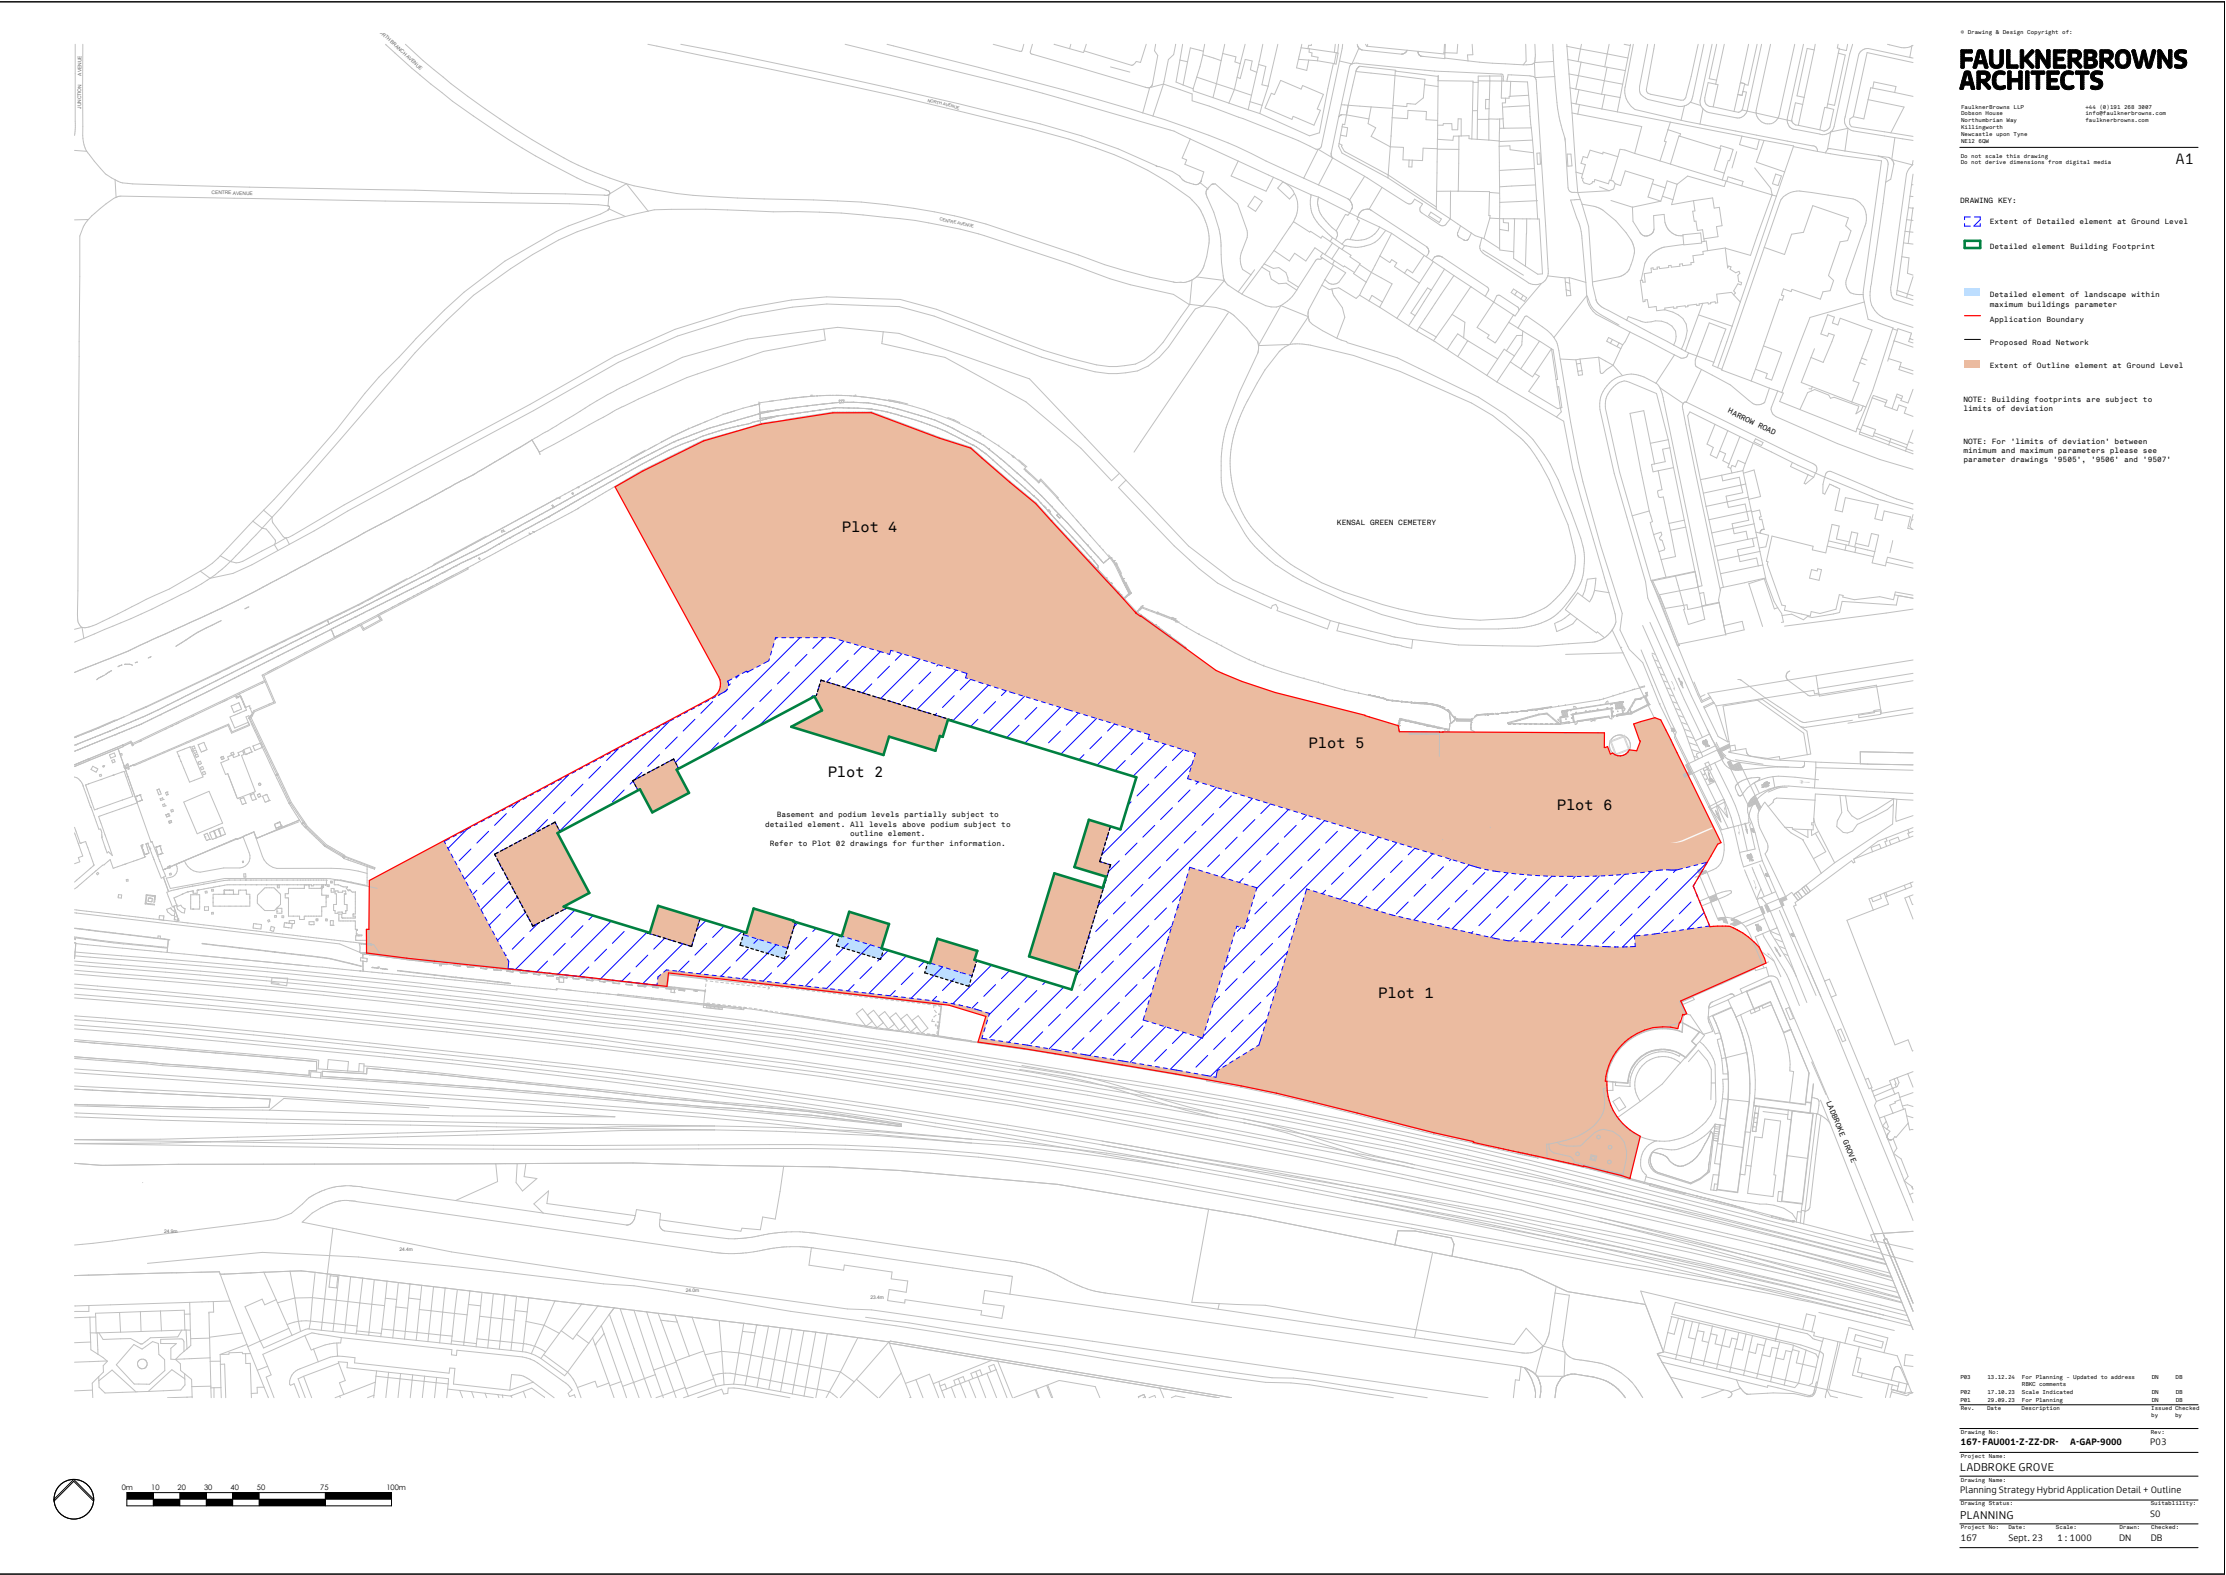 © Drawing & Design Copyright of:
FAULKNERBROWNS
ARCHITECTS
FaulknerBrowns LLP
Dobson House
Northumbrian Way
Killingworth
Newcastle upon Tyne
NE12 6QW
+44 (0)191 268 3007
info@faulknerbrowns.com
faulknerbrowns.com
Do not scale this drawing
Do not derive dimensions from digital media
A1
DRAWING KEY:
Extent of Detailed element at Ground Level
Detailed element Building Footprint
Detailed element of landscape within
maximum buildings parameter
Application Boundary
Proposed Road Network
Extent of Outline element at Ground Level
NOTE: Building footprints are subject to
limits of deviation
NOTE: For 'limits of deviation' between
minimum and maximum parameters please see
parameter drawings '9505', '9506' and '9507'
JUNCTION AVENUE
NORTH AVENUE
CENTRE AVENUE
CENTRE AVENUE
HARROW ROAD
KENSAL GREEN CEMETERY
Plot 4
Plot 5
Plot 2
Plot 6
Basement and podium levels partially subject to
detailed element. All levels above podium subject to
outline element.
Refer to Plot 02 drawings for further information.
Plot 1
LADBROKE GROVE
24.4m
23.4m
0m 10 20 30 40 50 75 100m
P03 13.12.24 For Planning - Updated to address RBKC comments DN DB
P02 17.10.23 Scale Indicated DN DB
P01 29.09.23 For Planning DN DB
Rev. Date Description Issued by Checked by
Drawing No: Rev:
167-FAU001-Z-ZZ-DR- A-GAP-9000 P03
Project Name:
LADBROKE GROVE
Drawing Name:
Planning Strategy Hybrid Application Detail + Outline
Drawing Status: Suitablility:
PLANNING S0
Project No: Date: Scale: Drawn: Checked:
167 Sept. 23 1 : 1000 DN DB